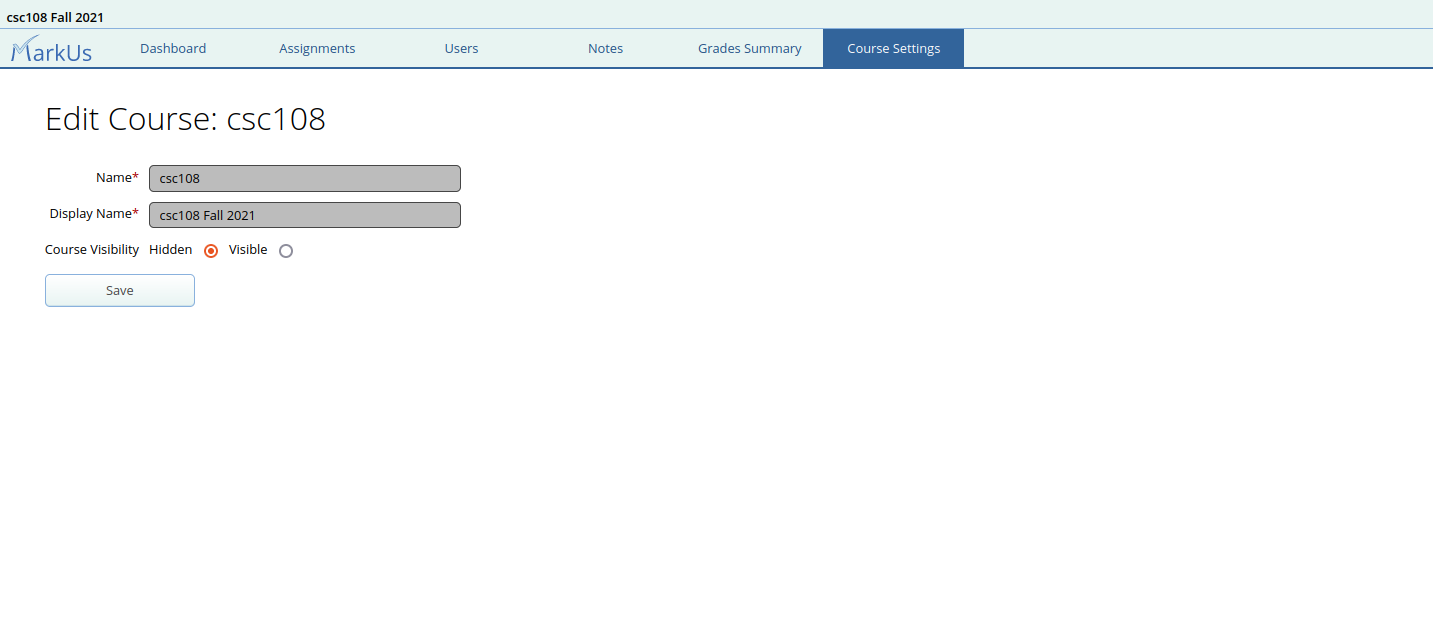 csc108 Fall 2021
MarkUs Dashboard Assignments Users Notes Grades Summary Course Settings
Edit Course: csc108
Name* csc108
Display Name* csc108 Fall 2021
Course Visibility Hidden Visible
Save